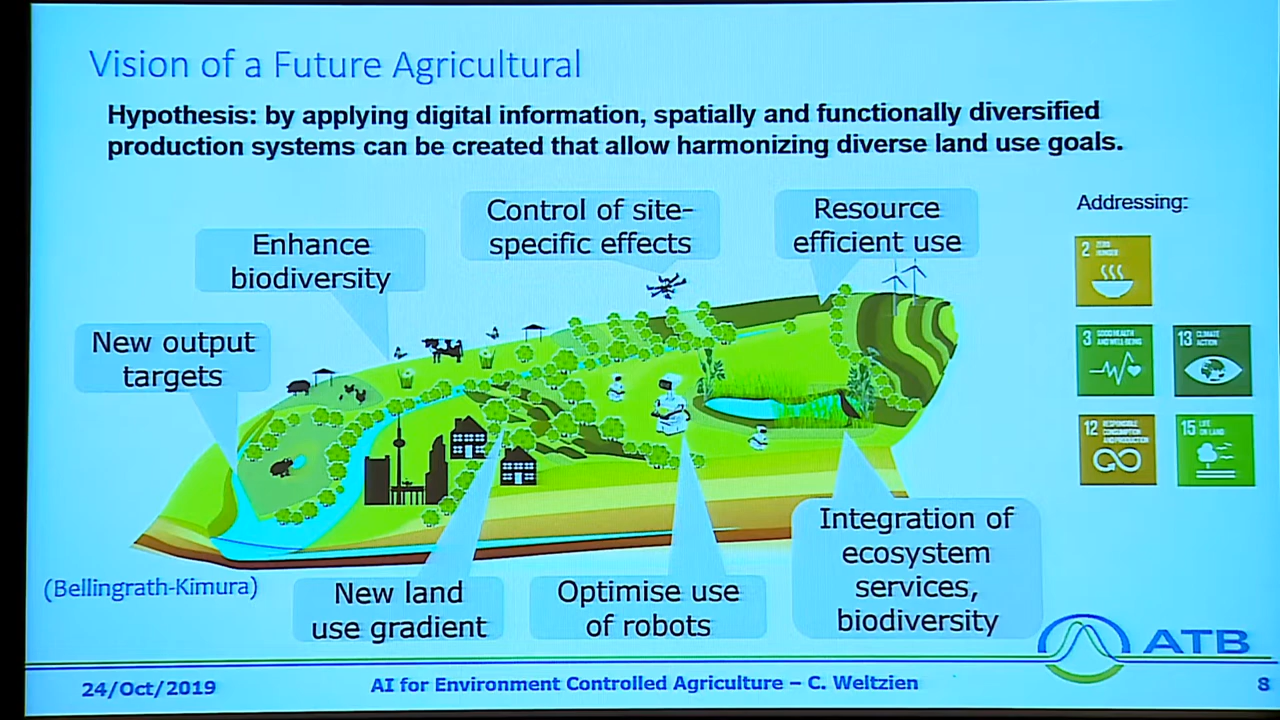 Vision of a Future Agricultural
Hypothesis: by applying digital information, spatially and functionally diversified
production systems can be created that allow harmonizing diverse land use goals.
Control of site-
specific effects
Resource
efficient use
Addressing:
Enhance
biodiversity
New output
targets
2 ZERO
HUNGER
3 GOOD HEALTH
AND WELL-BEING
13 CLIMATE
ACTION
12 RESPONSIBLE
CONSUMPTION
AND PRODUCTION
15 LIFE
ON LAND
(Bellingrath-Kimura)
New land
use gradient
Optimise use
of robots
Integration of
ecosystem
services,
biodiversity
ATB
24/Oct/2019
AI for Environment Controlled Agriculture – C. Weltzien
8